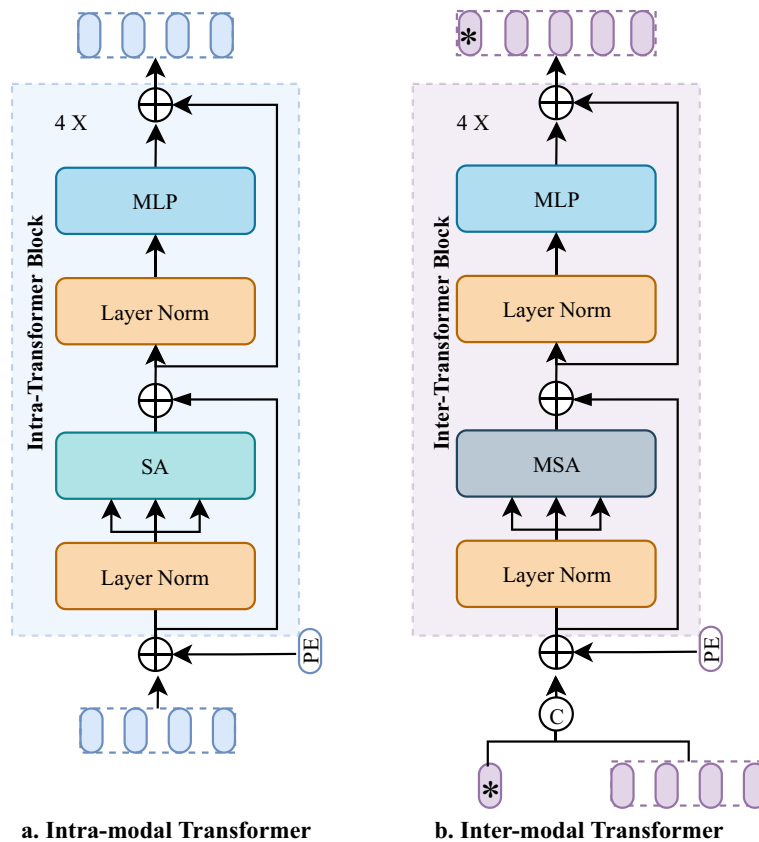 4 X
MLP
Layer Norm
Intra-Transformer Block
SA
Layer Norm
PE
a. Intra-modal Transformer
*
4 X
MLP
Layer Norm
Inter-Transformer Block
MSA
Layer Norm
PE
C
*
b. Inter-modal Transformer